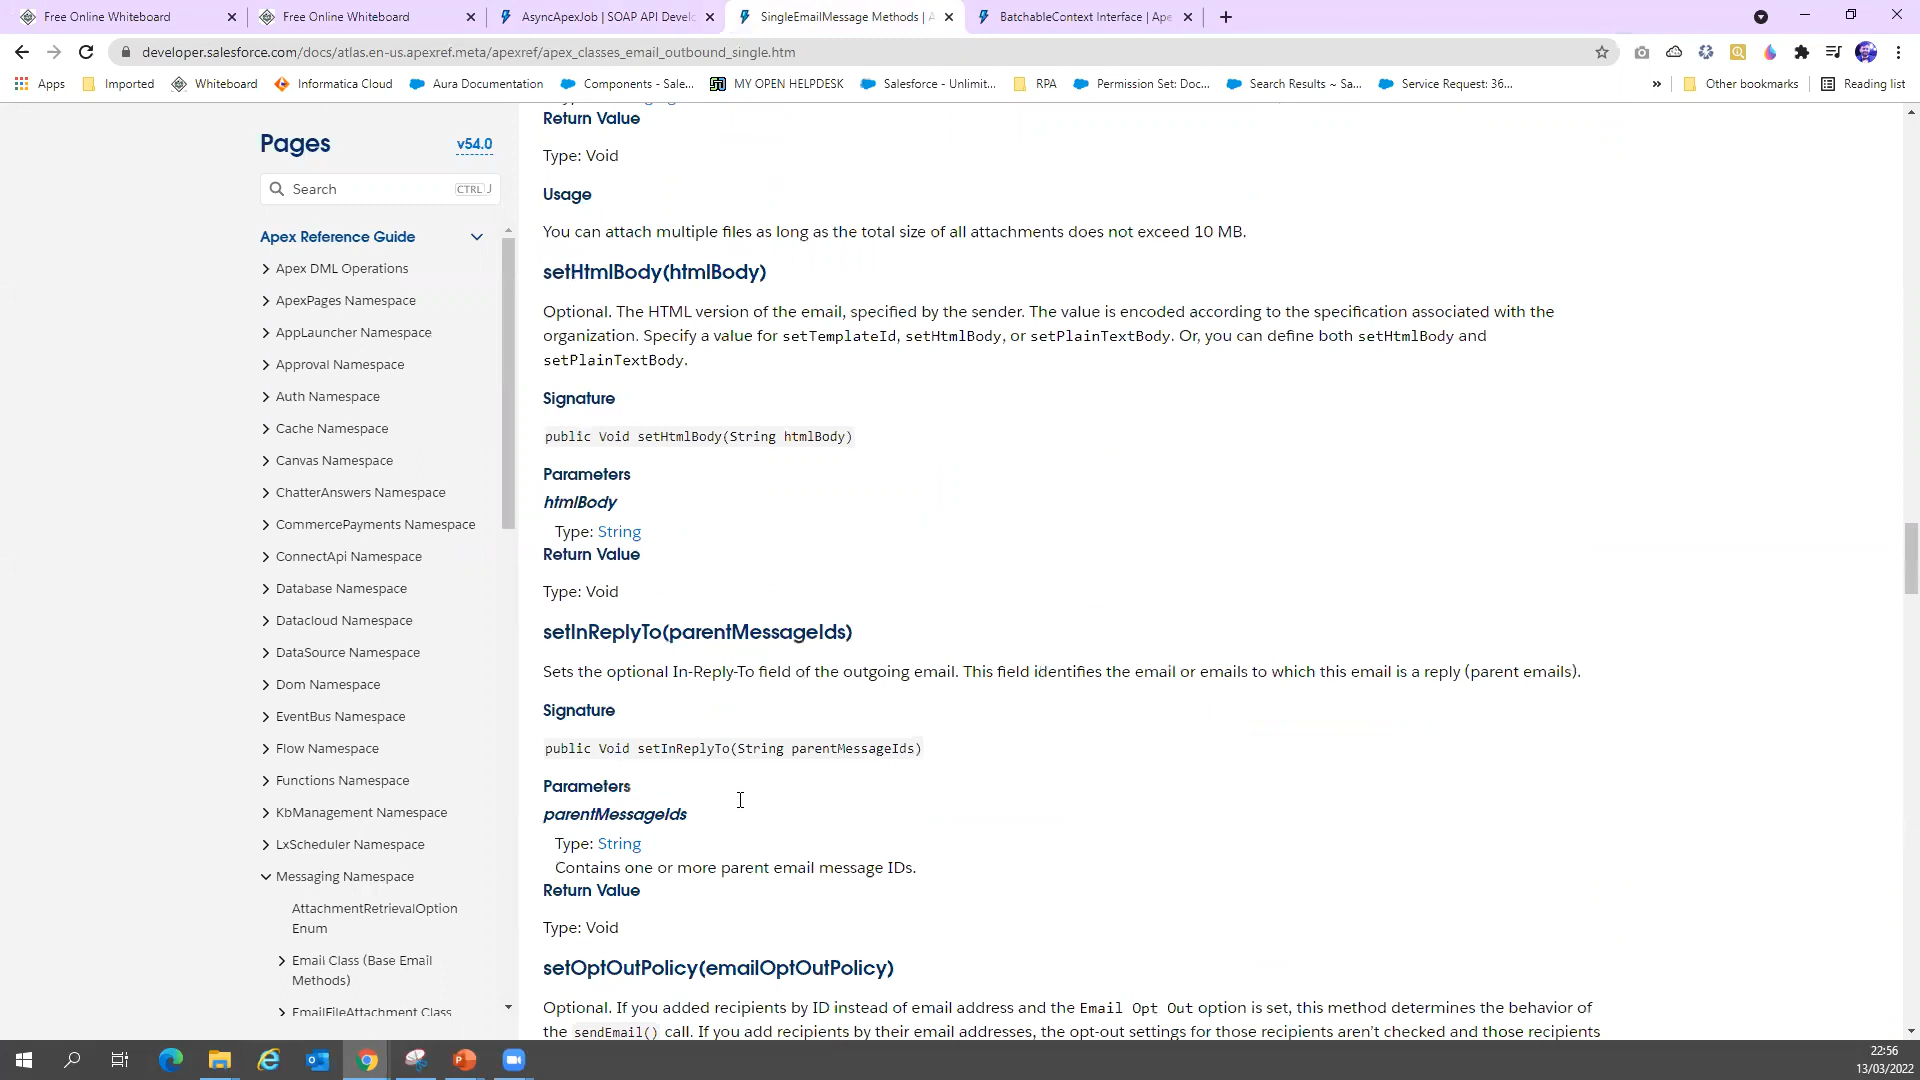 Free Online Whiteboard
Free Online Whiteboard
AsyncApexJob | SOAP API Develo
SingleEmailMessage Methods | A
BatchableContext Interface | Ape
developer.salesforce.com/docs/atlas.en-us.apexref.meta/apexref/apex_classes_email_outbound_single.htm
Apps
Imported
Whiteboard
Informatica Cloud
Aura Documentation
Components - Sale...
MY OPEN HELPDESK
Salesforce - Unlimit...
RPA
Permission Set: Doc...
Search Results ~ Sa...
Service Request: 36...
»
Other bookmarks
Reading list
Pages
v54.0
Search
CTRL J
Apex Reference Guide
Apex DML Operations
ApexPages Namespace
AppLauncher Namespace
Approval Namespace
Auth Namespace
Cache Namespace
Canvas Namespace
ChatterAnswers Namespace
CommercePayments Namespace
ConnectApi Namespace
Database Namespace
Datacloud Namespace
DataSource Namespace
Dom Namespace
EventBus Namespace
Flow Namespace
Functions Namespace
KbManagement Namespace
LxScheduler Namespace
Messaging Namespace
AttachmentRetrievalOption
Enum
Email Class (Base Email
Methods)
EmailFileAttachment Class
Return Value
Type: Void
Usage
You can attach multiple files as long as the total size of all attachments does not exceed 10 MB.
setHtmlBody(htmlBody)
Optional. The HTML version of the email, specified by the sender. The value is encoded according to the specification associated with the
organization. Specify a value for setTemplateId, setHtmlBody, or setPlainTextBody. Or, you can define both setHtmlBody and
setPlainTextBody.
Signature
public Void setHtmlBody(String htmlBody)
Parameters
htmlBody
Type: String
Return Value
Type: Void
setInReplyTo(parentMessageIds)
Sets the optional In-Reply-To field of the outgoing email. This field identifies the email or emails to which this email is a reply (parent emails).
Signature
public Void setInReplyTo(String parentMessageIds)
Parameters
parentMessageIds
Type: String
Contains one or more parent email message IDs.
Return Value
Type: Void
setOptOutPolicy(emailOptOutPolicy)
Optional. If you added recipients by ID instead of email address and the Email Opt Out option is set, this method determines the behavior of
the sendEmail() call. If you add recipients by their email addresses, the opt-out settings for those recipients aren't checked and those recipients
22:56
13/03/2022